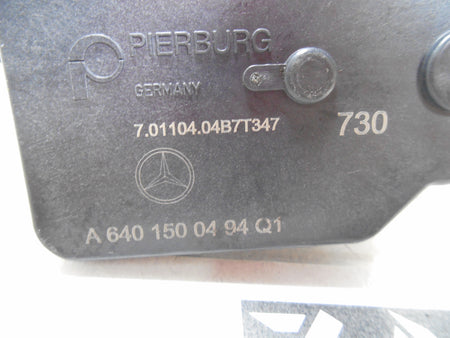 PIERBURG
GERMANY
7.01104.04B7T347
730
A 640 150 04 94 Q1